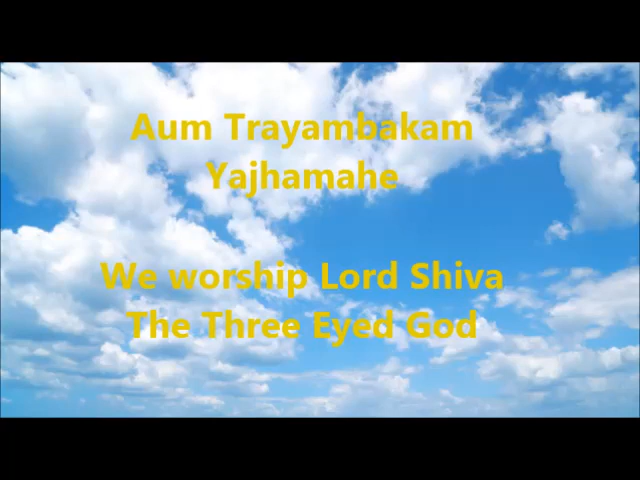 Aum Trayambakam
Yajhamahe
We worship Lord Shiva
The Three Eyed God